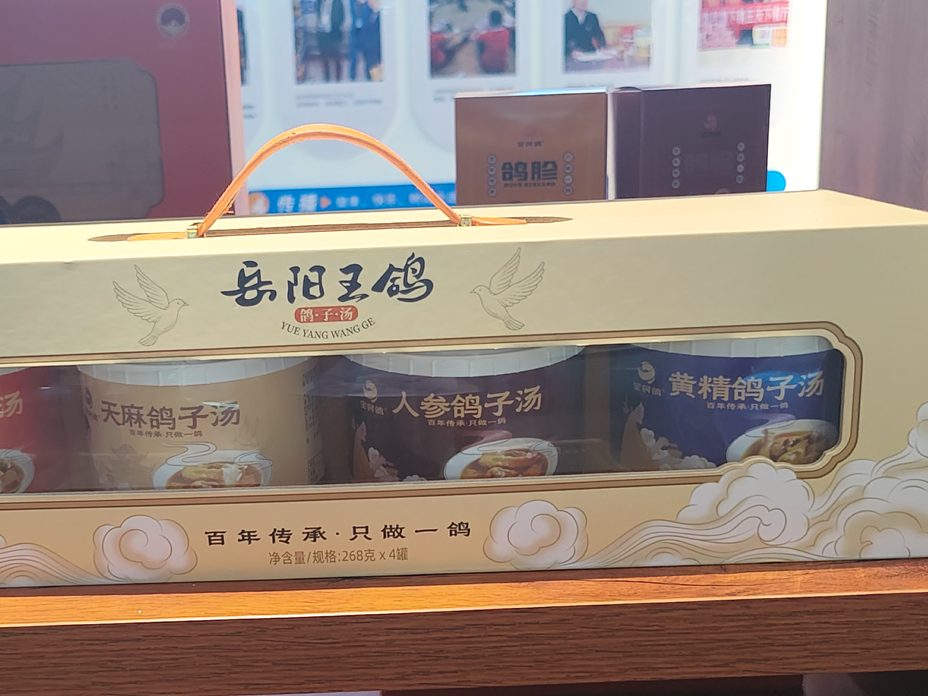 鸽胗
传播
岳阳王鸽
鸽·子·汤
YUE YANG WANG GE
汤
天麻鸽子汤
百年传承·只做一鸽
人参鸽子汤
百年传承·只做一鸽
黄精鸽子汤
百年传承·只做一鸽
百年传承·只做一鸽
净含量/规格:268克 x 4罐